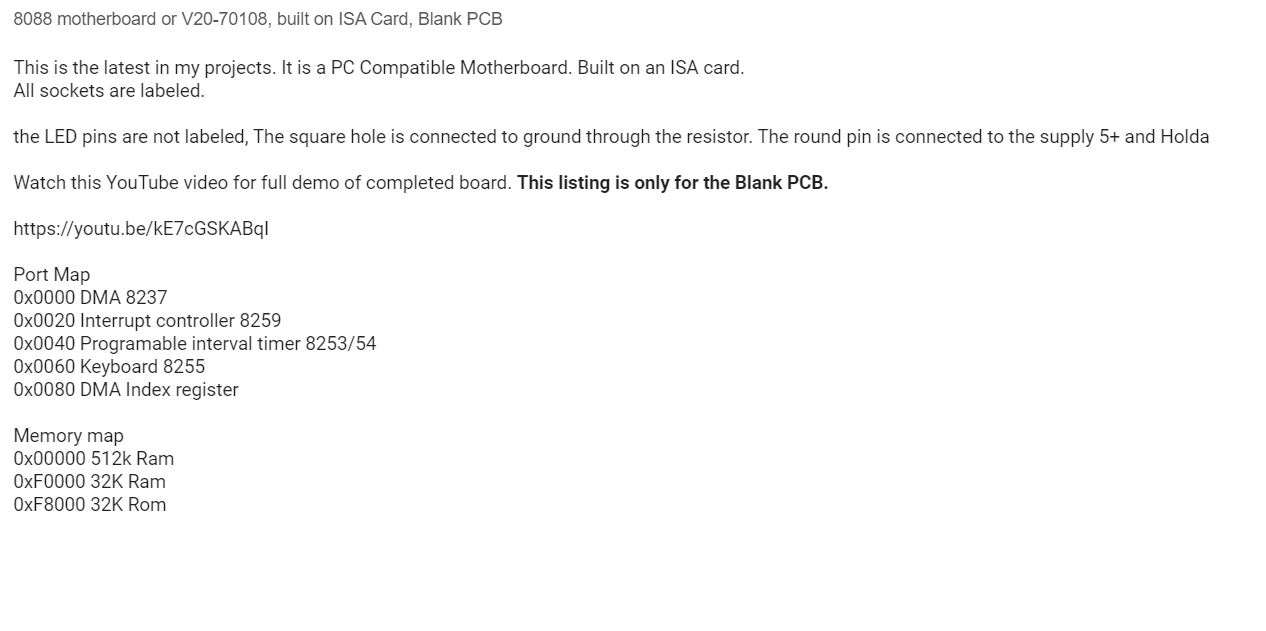 8088 motherboard or V20-70108, built on ISA Card, Blank PCB
This is the latest in my projects. It is a PC Compatible Motherboard. Built on an ISA card.
All sockets are labeled.
the LED pins are not labeled, The square hole is connected to ground through the resistor. The round pin is connected to the supply 5+ and Holda
Watch this YouTube video for full demo of completed board. This listing is only for the Blank PCB.
https://youtu.be/kE7cGSKABqI
Port Map
0x0000 DMA 8237
0x0020 Interrupt controller 8259
0x0040 Programable interval timer 8253/54
0x0060 Keyboard 8255
0x0080 DMA Index register
Memory map
0x00000 512k Ram
0xF0000 32K Ram
0xF8000 32K Rom